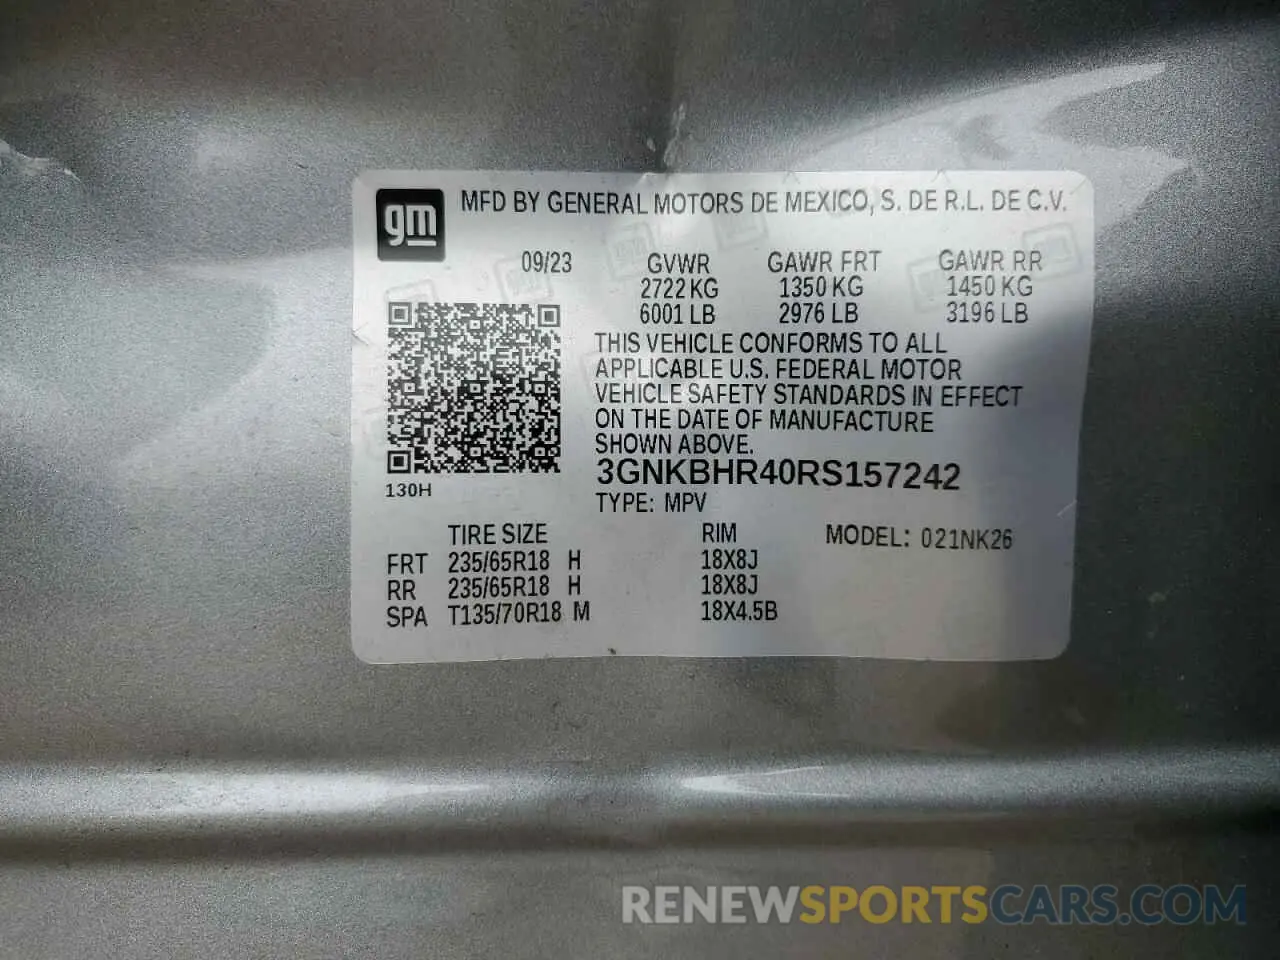 gm
MFD BY GENERAL MOTORS DE MEXICO, S. DE R.L. DE C.V.
09/23 GVWR GAWR FRT GAWR RR
2722 KG 1350 KG 1450 KG
6001 LB 2976 LB 3196 LB
THIS VEHICLE CONFORMS TO ALL
APPLICABLE U.S. FEDERAL MOTOR
VEHICLE SAFETY STANDARDS IN EFFECT
ON THE DATE OF MANUFACTURE
SHOWN ABOVE.
3GNKBHR40RS157242
130H
TYPE: MPV
TIRE SIZE RIM MODEL: 021NK26
FRT 235/65R18 H 18X8J
RR 235/65R18 H 18X8J
SPA T135/70R18 M 18X4.5B
RENEWSPORTSCARS.COM